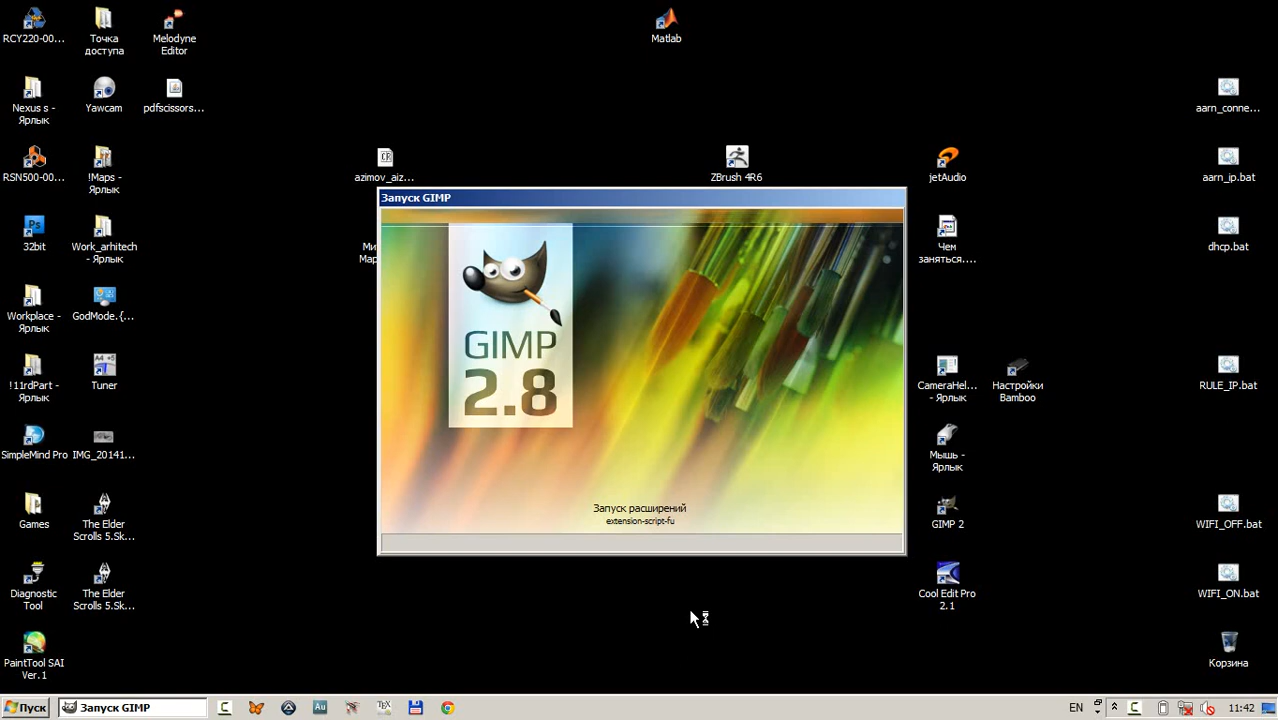 RCY220-00...
Точка
доступа
Melodyne
Editor
Matlab
Nexus s -
Ярлык
Yawcam
pdfscissors...
aarn_conne...
RSN500-00...
!Maps -
Ярлык
azimov_aiz...
ZBrush 4R6
jetAudio
aarn_ip.bat
32bit
Work_arhitech
- Ярлык
Ми
Мар
Чем
заняться....
dhcp.bat
Workplace -
Ярлык
GodMode.{...
!11rdPart -
Ярлык
Tuner
CameraHel...
- Ярлык
Настройки
Bamboo
RULE_IP.bat
SimpleMind Pro
IMG_20141...
Мышь -
Ярлык
Games
The Elder
Scrolls 5.Sk...
GIMP 2
WIFI_OFF.bat
Diagnostic
Tool
The Elder
Scrolls 5.Sk...
Cool Edit Pro
2.1
WIFI_ON.bat
PaintTool SAI
Ver.1
Корзина
Запуск GIMP
GIMP
2.8
Запуск расширений
extension-script-fu
Пуск
Запуск GIMP
EN
11:42